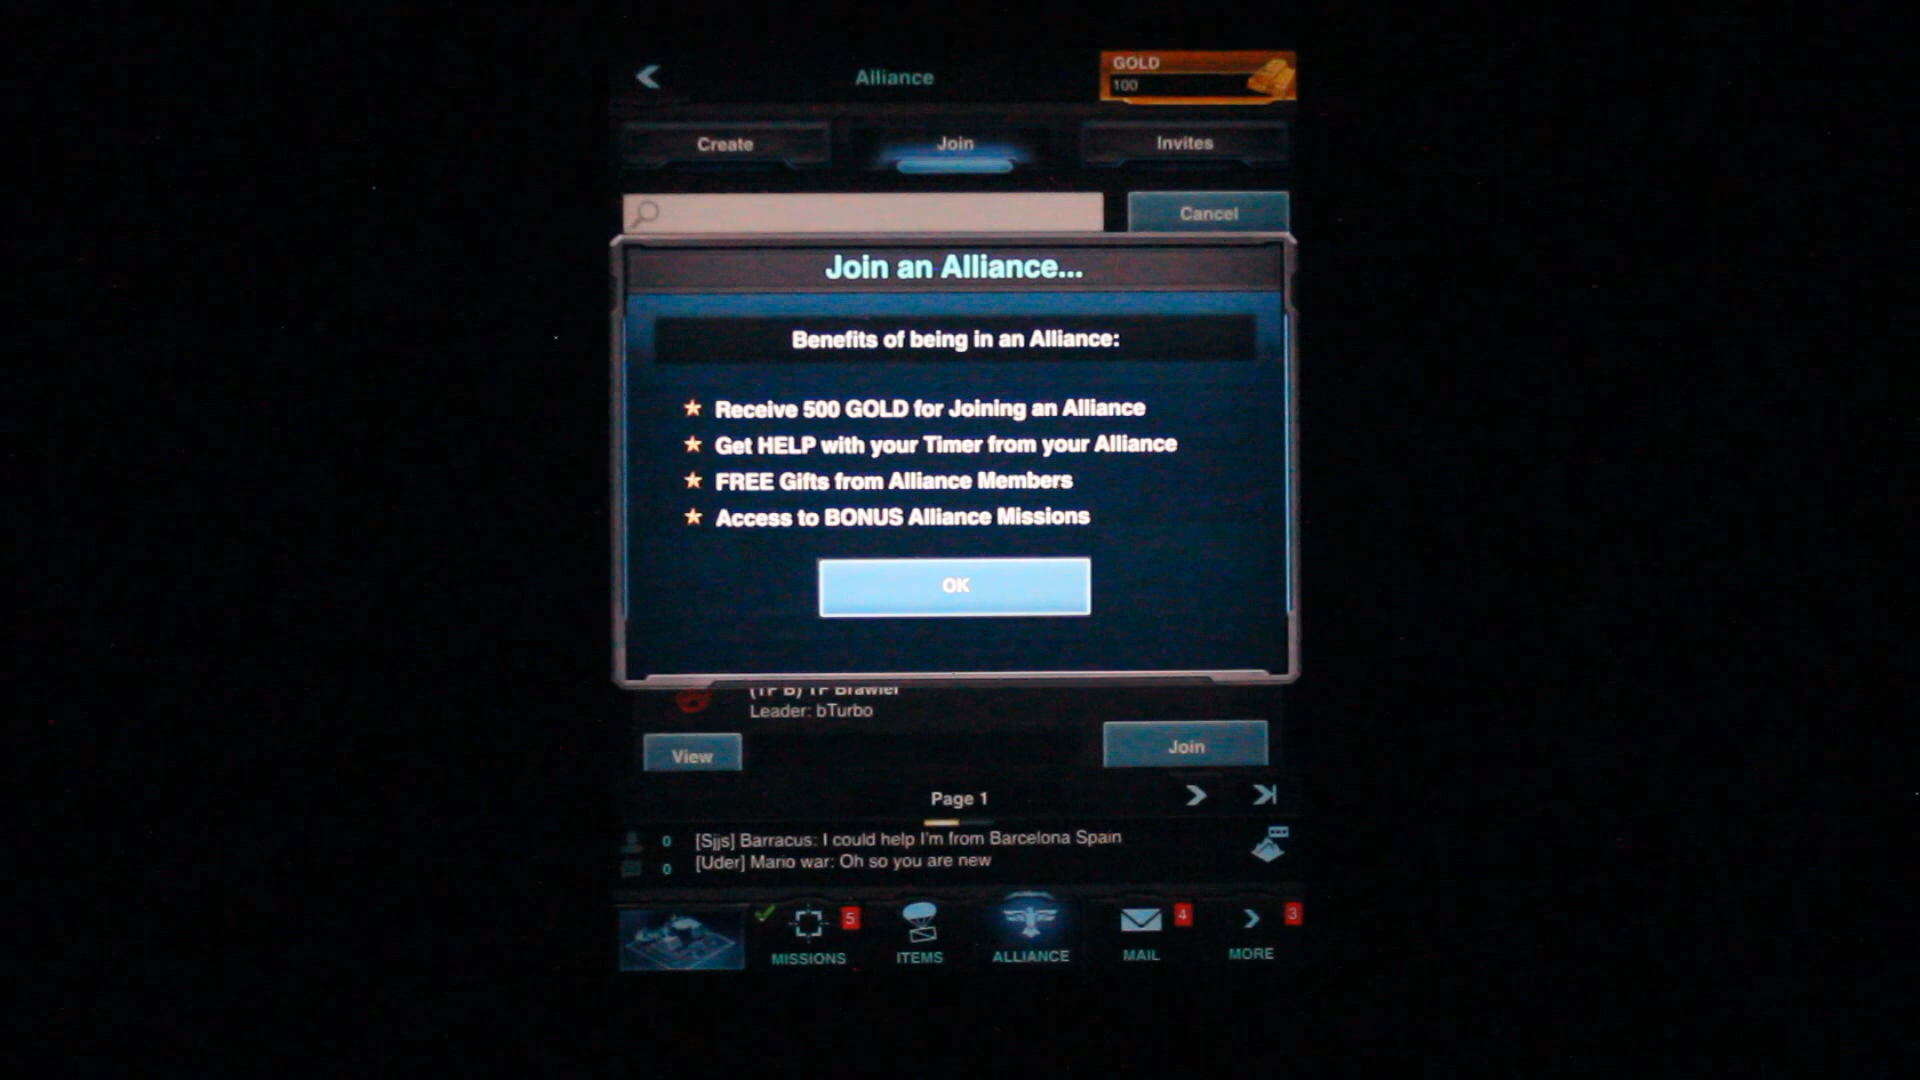 Alliance
GOLD
100
Create
Join
Invites
Cancel
Join an Alliance...
Benefits of being in an Alliance:
Receive 500 GOLD for Joining an Alliance
Get HELP with your Timer from your Alliance
FREE Gifts from Alliance Members
Access to BONUS Alliance Missions
OK
(TF B) TF Brawler
Leader: bTurbo
View
Join
Page 1
0 [Sjjs] Barracus: I could help I'm from Barcelona Spain
0 [Uder] Mario war: Oh so you are new
5
4
3
MISSIONS
ITEMS
ALLIANCE
MAIL
MORE